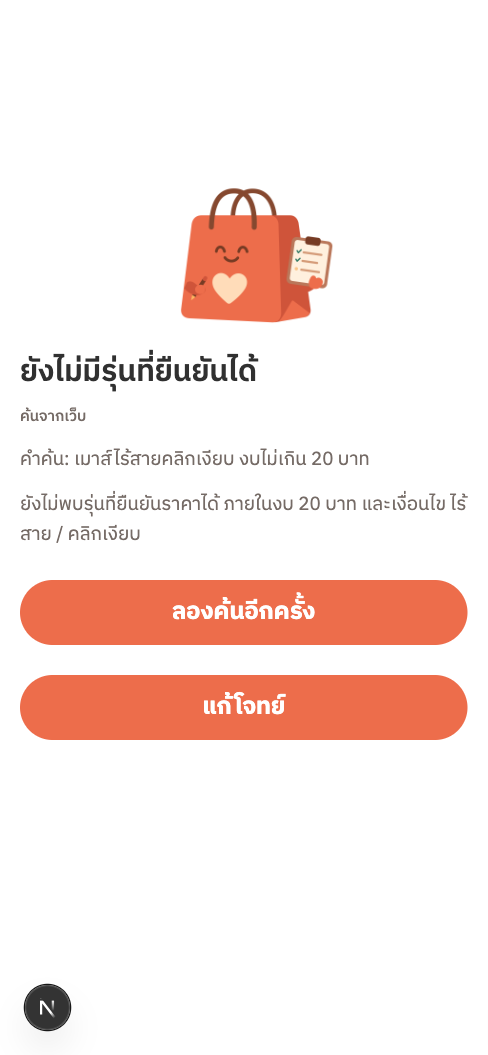 ยังไม่มีรุ่นที่ยืนยันได้
ค้นจากเว็บ
คำค้น: เมาส์ไร้สายคลิกเงียบ งบไม่เกิน 20 บาท
ยังไม่พบรุ่นที่ยืนยันราคาได้ ภายในงบ 20 บาท และเงื่อนไข ไร้
สาย / คลิกเงียบ
ลองค้นอีกครั้ง
แก้โจทย์
N